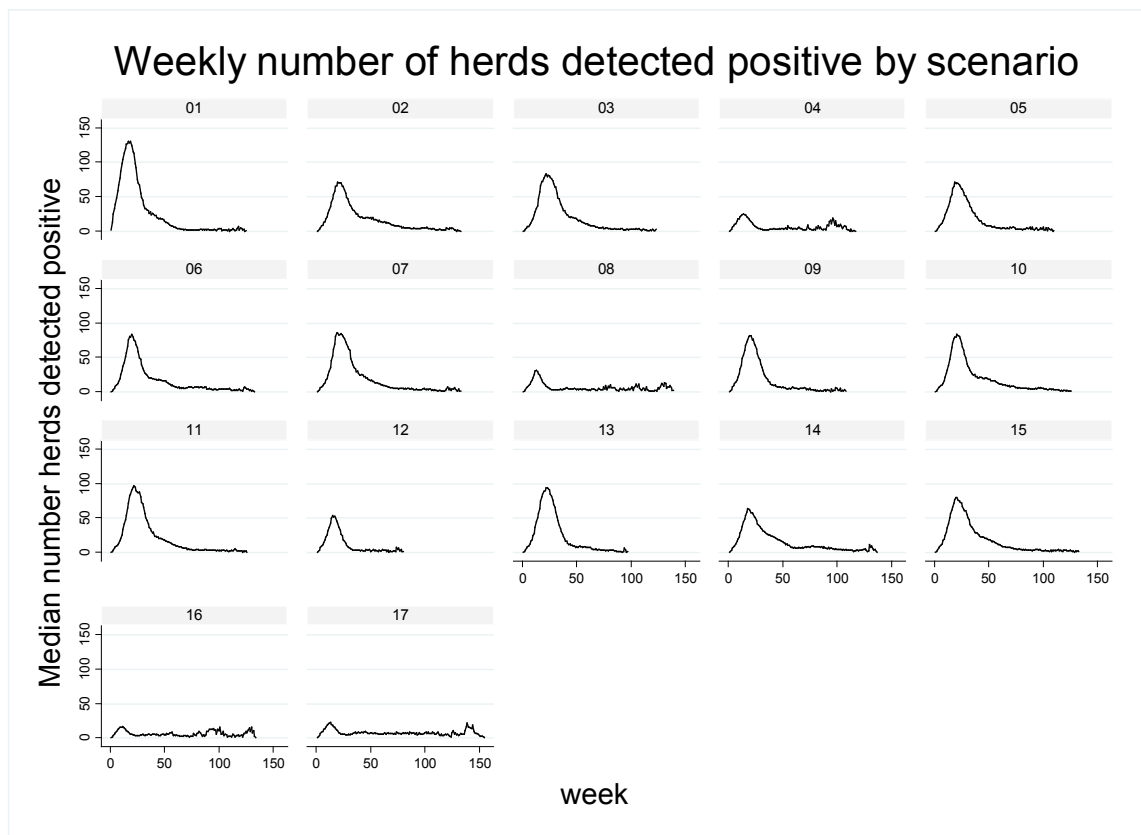 Weekly number of herds detected positive by scenario
Median number herds detected positive
01 02 03 04 05
150
100
50
0
06 07 08 09 10
150
100
50
0
11 12 13 14 15
150
100
50
0
0 50 100 150 0 50 100 150 0 50 100 150
16 17
150
100
50
0
0 50 100 150 0 50 100 150
week